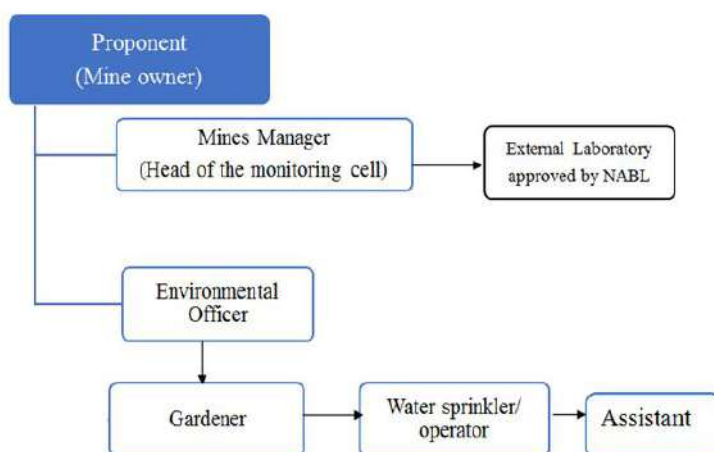 Proponent
(Mine owner)
Mines Manager
(Head of the monitoring cell)
External Laboratory
approved by NABL
Environmental
Officer
Gardener
Water sprinkler/
operator
Assistant